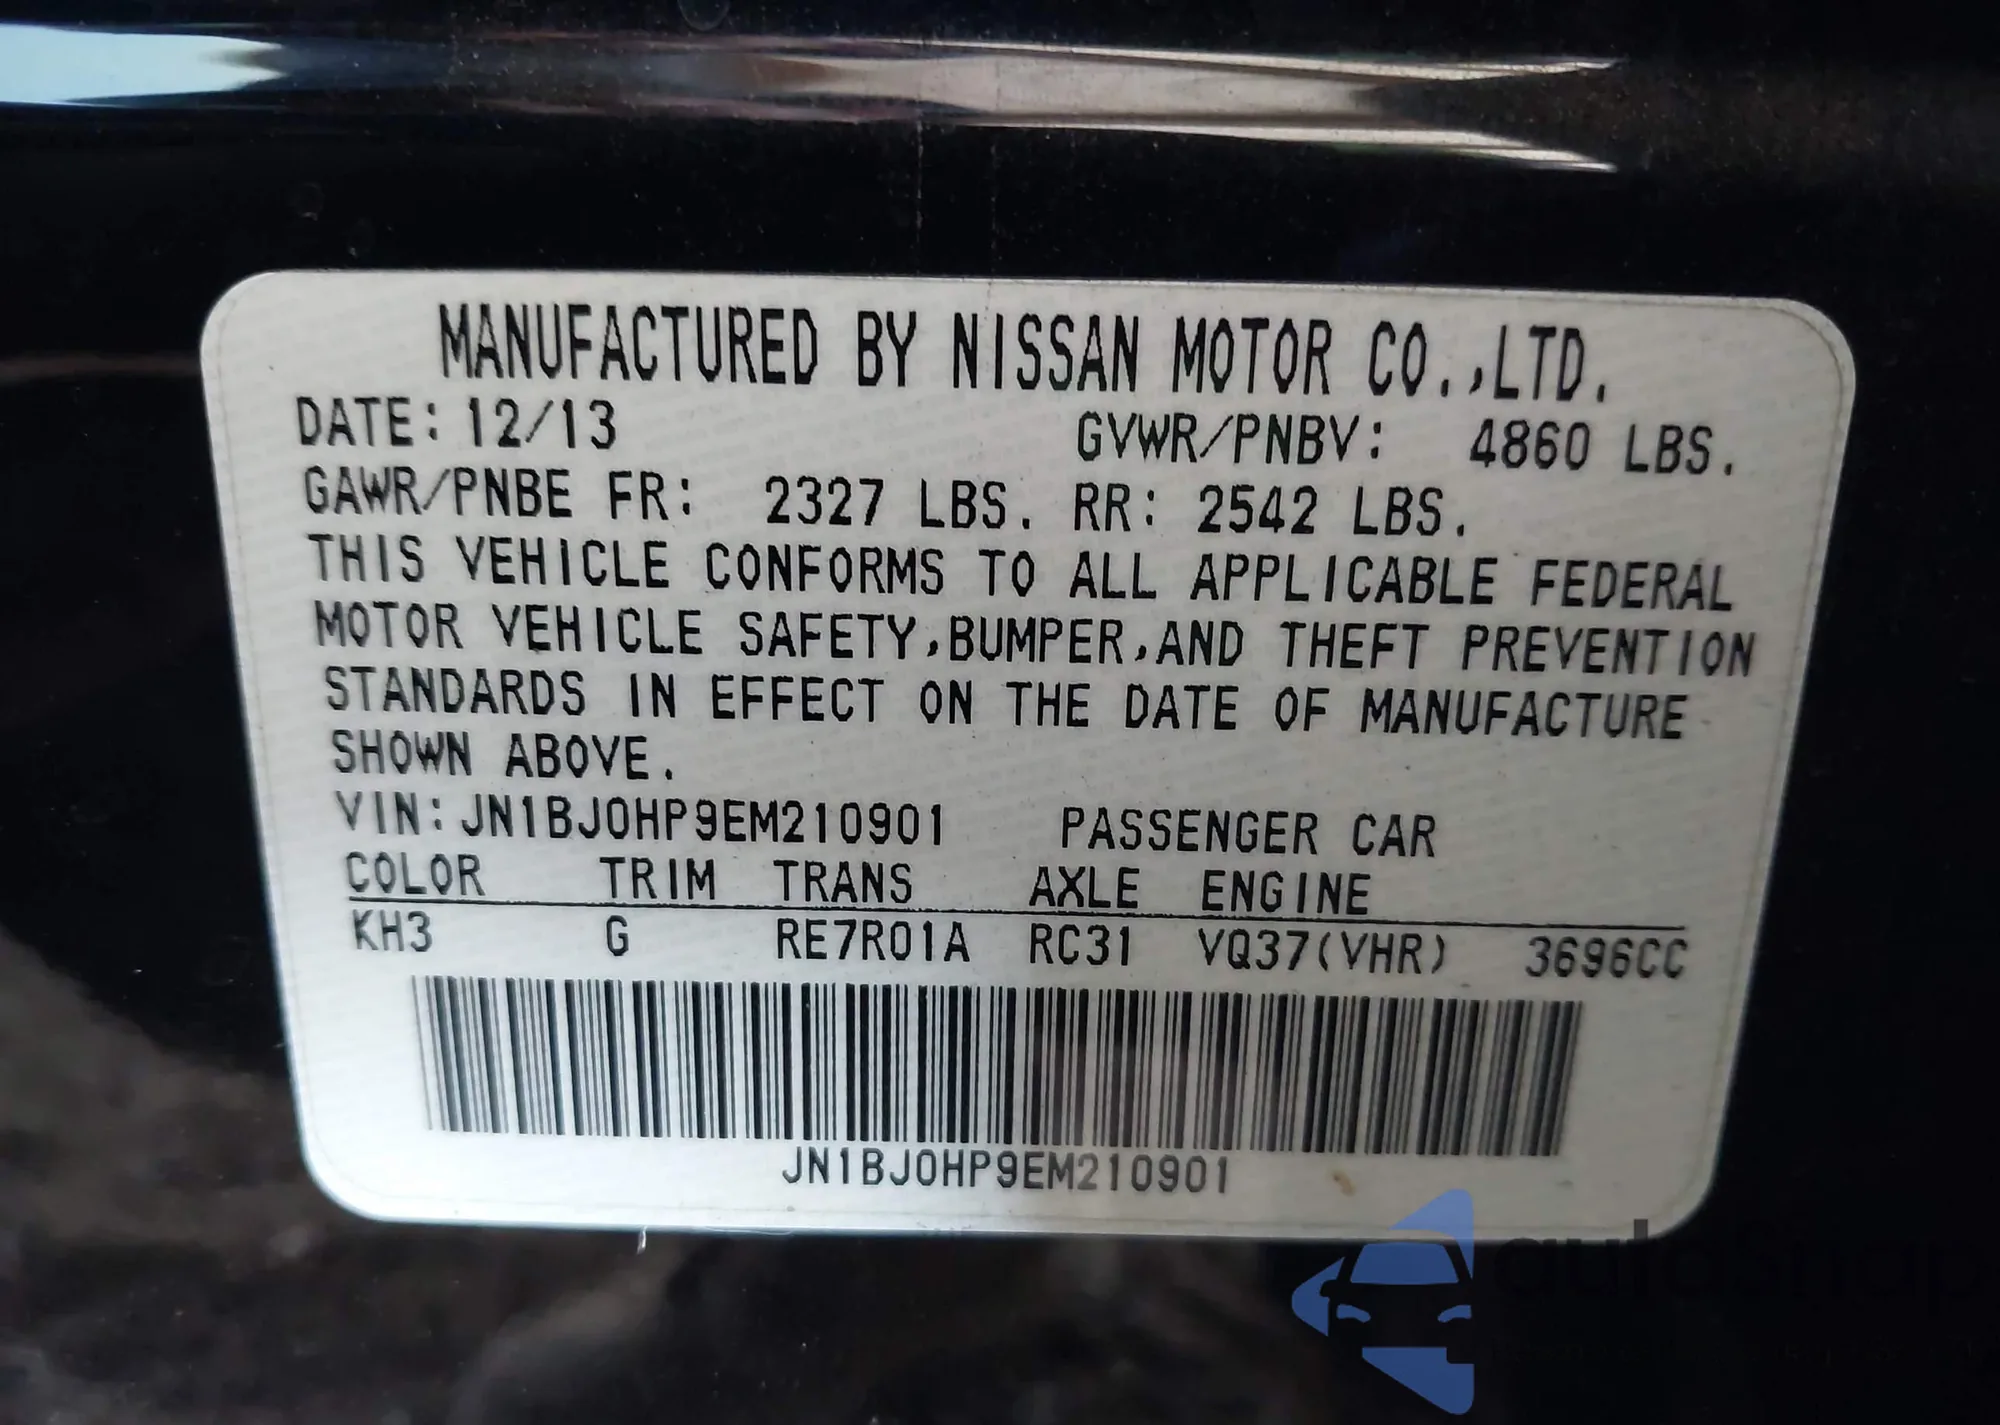 MANUFACTURED BY NISSAN MOTOR CO.,LTD.
DATE: 12/13 GVWR/PNBV: 4860 LBS.
GAWR/PNBE FR: 2327 LBS. RR: 2542 LBS.
THIS VEHICLE CONFORMS TO ALL APPLICABLE FEDERAL
MOTOR VEHICLE SAFETY,BUMPER,AND THEFT PREVENTION
STANDARDS IN EFFECT ON THE DATE OF MANUFACTURE
SHOWN ABOVE.
VIN: JN1BJ0HP9EM210901 PASSENGER CAR
COLOR TRIM TRANS AXLE ENGINE
KH3 G RE7R01A RC31 VQ37(VHR) 3696CC
JN1BJ0HP9EM210901